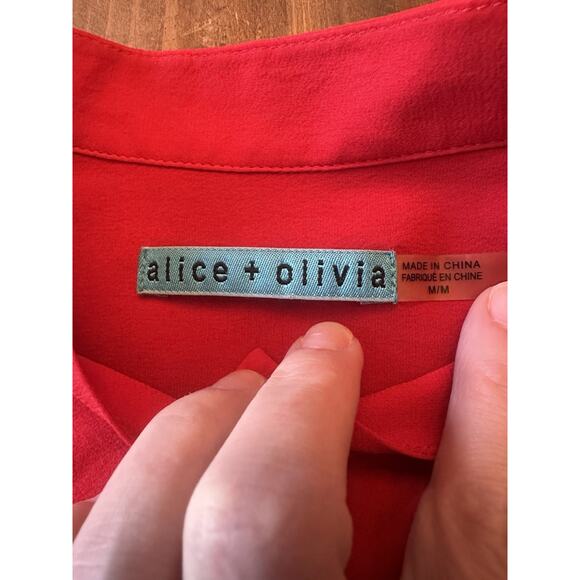 alice + olivia
MADE IN CHINA
FABRIQUÉ EN CHINE
M/M